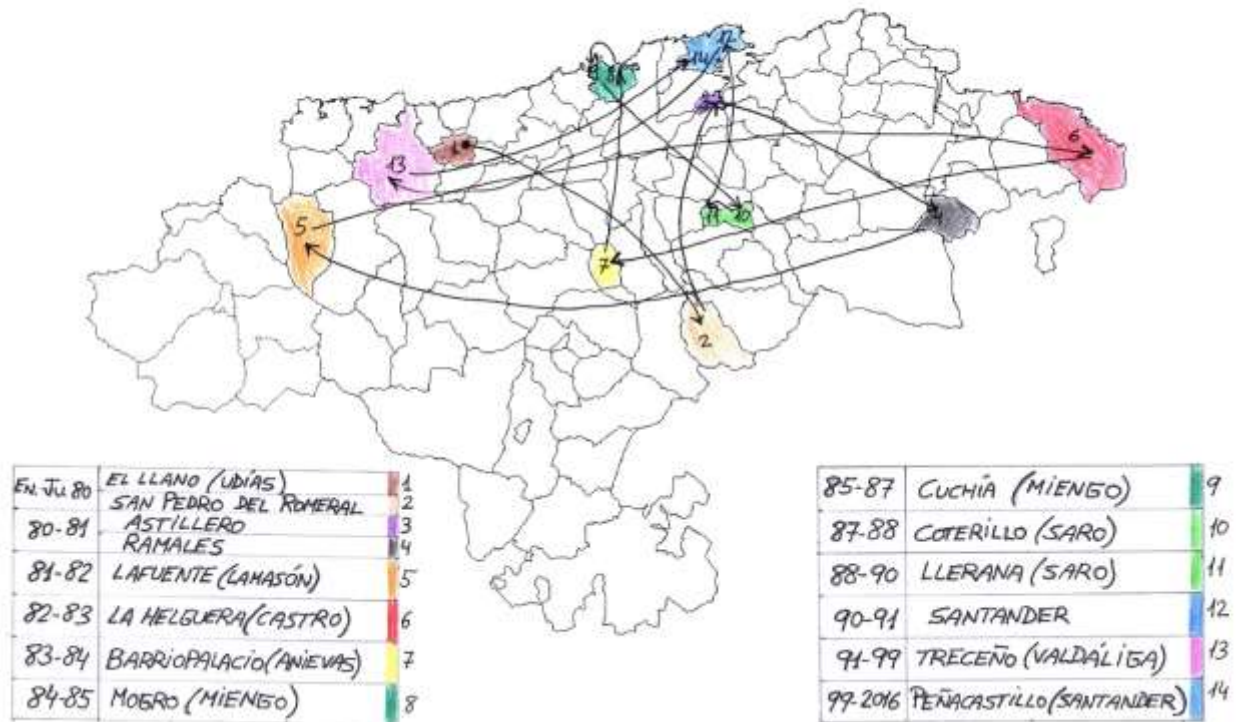 12
14
8
9
6
1
13
5
11 10
7
2
EN. JU. 80 EL LLANO (UDÍAS) 1
SAN PEDRO DEL ROMERAL 2
80-81 ASTILLERO 3
RAMALES 4
81-82 LAFUENTE (LAMASÓN) 5
82-83 LA HELGUERA (CASTRO) 6
83-84 BARRIOPALACIO (ANIEVAS) 7
84-85 MOGRO (MIENGO) 8
85-87 CUCHÍA (MIENGO) 9
87-88 COTERILLO (SARO) 10
88-90 LLERANA (SARO) 11
90-91 SANTANDER 12
91-99 TRECEÑO (VALDÁLIGA) 13
99-2016 PEÑACASTILLO (SANTANDER) 14